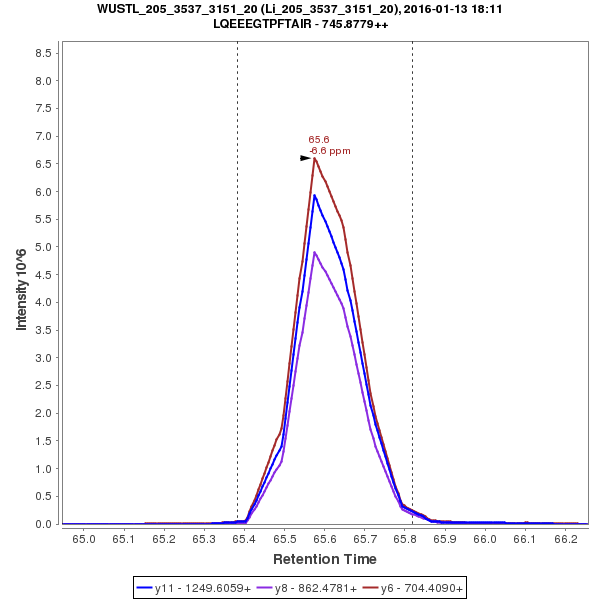 WUSTL_205_3537_3151_20 (Li_205_3537_3151_20), 2016-01-13 18:11
LQEEEGTPFTAIR - 745.8779++
8.5
8.0
7.5
7.0
6.5
6.0
5.5
5.0
4.5
4.0
3.5
3.0
2.5
2.0
1.5
1.0
0.5
0.0
Intensity 10^6
65.6
-6.6 ppm
65.0 65.1 65.2 65.3 65.4 65.5 65.6 65.7 65.8 65.9 66.0 66.1 66.2
Retention Time
y11 - 1249.6059+ y8 - 862.4781+ y6 - 704.4090+